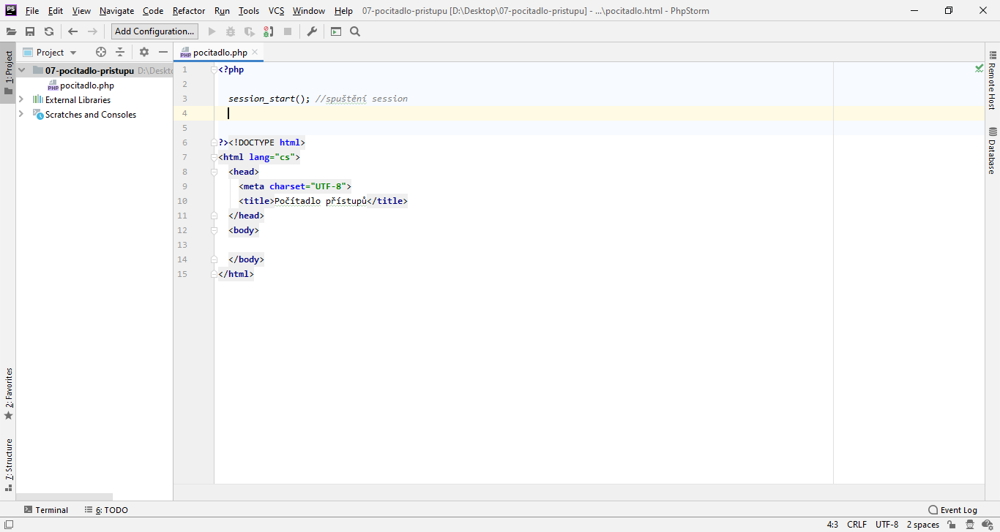 PS File Edit View Navigate Code Refactor Run Tools VCS Window Help 07-pocitadlo-pristupu [D:\Desktop\07-pocitadlo-pristupu] - ...\pocitadlo.html - PhpStorm
Add Configuration...
Project
PHP pocitadlo.php
1: Project
07-pocitadlo-pristupu D:\Deskto
PHP pocitadlo.php
External Libraries
Scratches and Consoles
2: Favorites
7: Structure
1 <?php
2
3 session_start(); //spuštění session
4
5
6 ?><!DOCTYPE html>
7 <html lang="cs">
8 <head>
9 <meta charset="UTF-8">
10 <title>Počítadlo přístupů</title>
11 </head>
12 <body>
13
14 </body>
15 </html>
Remote Host
Database
Terminal 6: TODO Event Log
4:3 CRLF UTF-8 2 spaces